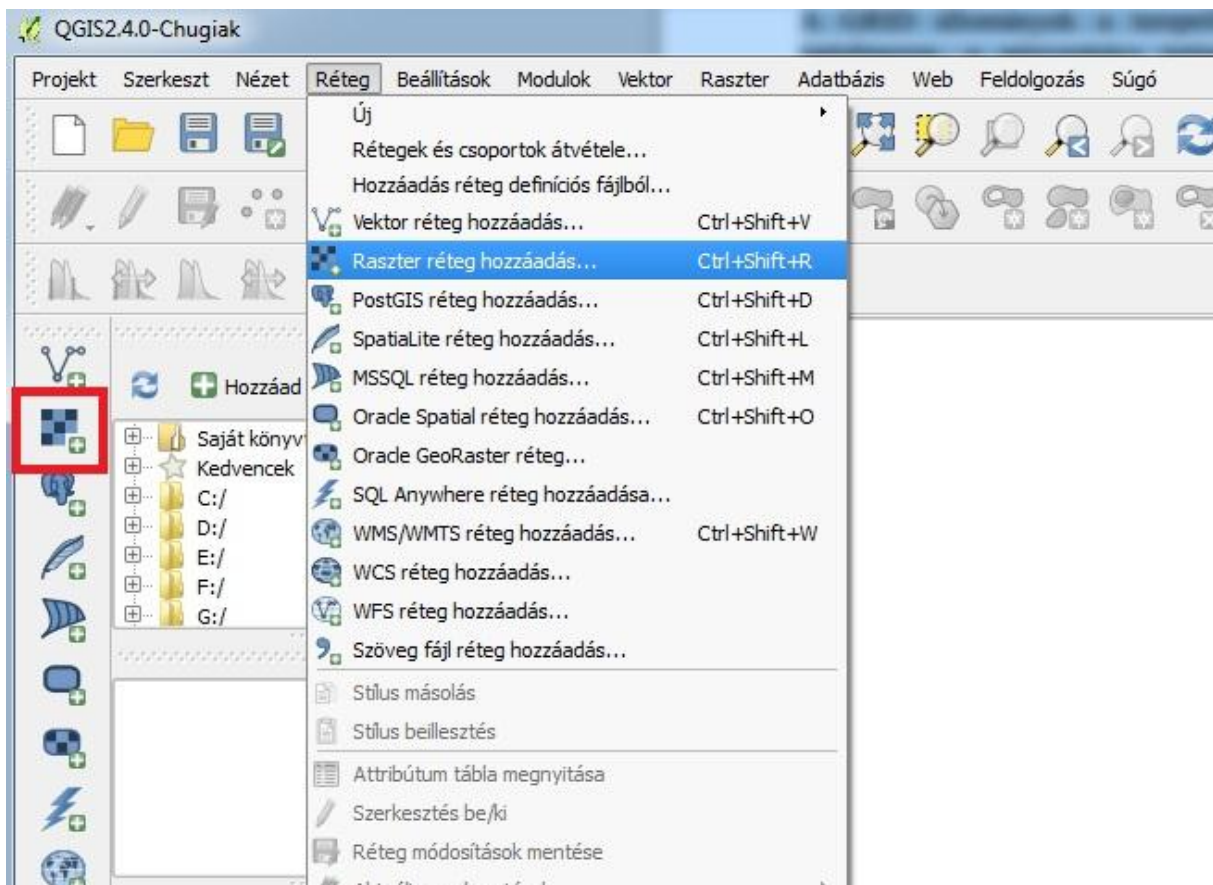 QGIS2.4.0-Chugiak
Projekt Szerkeszt Nézet Réteg Beállítások Modulok Vektor Raszter Adatbázis Web Feldolgozás Súgó
Új
Rétegek és csoportok átvétele...
Hozzáadás réteg definíciós fájlból...
Vektor réteg hozzáadás... Ctrl+Shift+V
Raszter réteg hozzáadás... Ctrl+Shift+R
PostGIS réteg hozzáadás... Ctrl+Shift+D
SpatiaLite réteg hozzáadás... Ctrl+Shift+L
MSSQL réteg hozzáadás... Ctrl+Shift+M
Oracle Spatial réteg hozzáadás... Ctrl+Shift+O
Oracle GeoRaster réteg...
SQL Anywhere réteg hozzáadása...
WMS/WMTS réteg hozzáadás... Ctrl+Shift+W
WCS réteg hozzáadás...
WFS réteg hozzáadás...
Szöveg fájl réteg hozzáadás...
Stílus másolás
Stílus beillesztés
Attribútum tábla megnyitása
Szerkesztés be/ki
Réteg módosítások mentése
Hozzáad
Saját könyv
Kedvencek
C:/
D:/
E:/
F:/
G:/